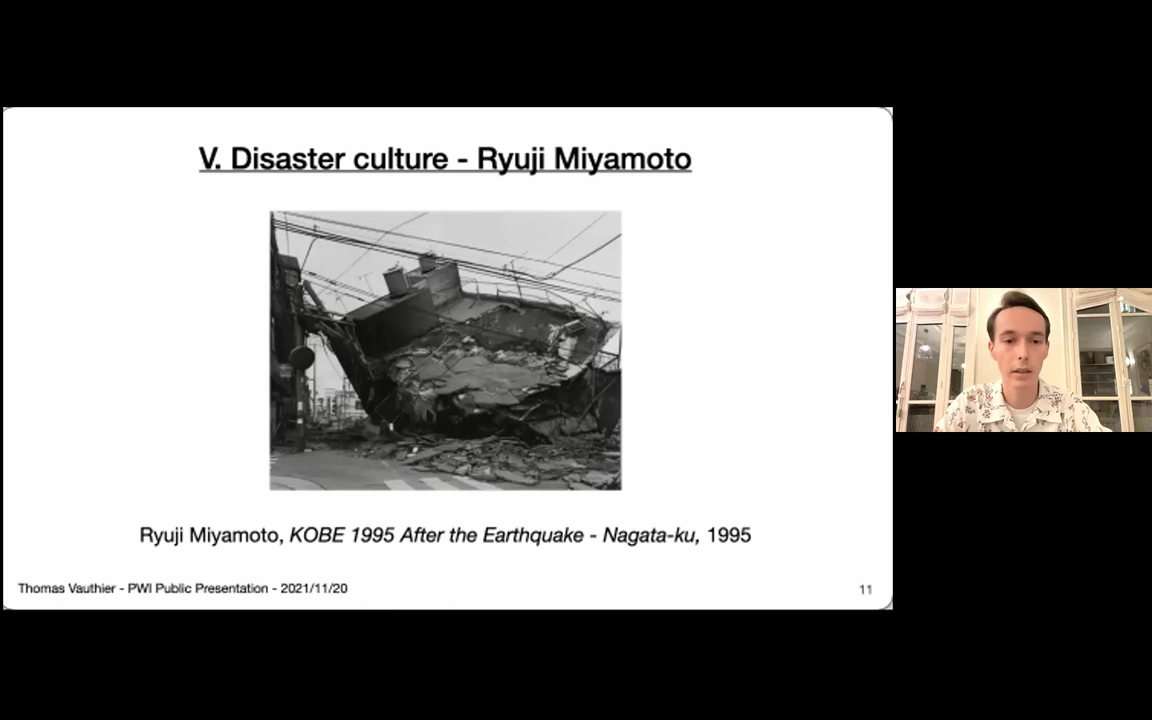 V. Disaster culture - Ryuji Miyamoto
Ryuji Miyamoto, KOBE 1995 After the Earthquake - Nagata-ku, 1995
Thomas Vauthier - PWI Public Presentation - 2021/11/20
11